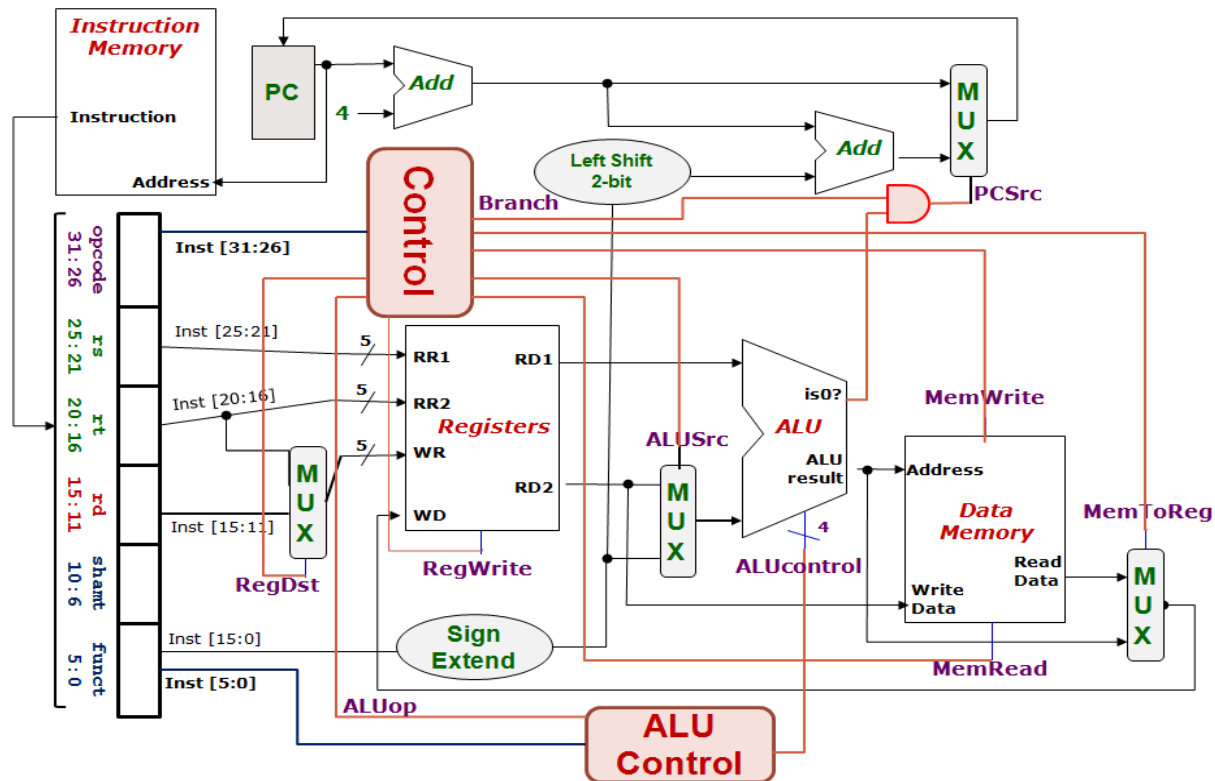 Instruction
Memory
Instruction
Address
PC
4
Add
Add
M
U
X
Left Shift
2-bit
Control
Branch
PCSrc
opcode
31:26
rs
25:21
rt
20:16
rd
15:11
shamt
10:6
funct
5:0
Inst [31:26]
Inst [25:21]
Inst [20:16]
Inst [15:11]
Inst [15:0]
Inst [5:0]
5
5
5
M
U
X
RegDst
RR1
RR2
WR
WD
RD1
RD2
Registers
RegWrite
Sign
Extend
ALUSrc
M
U
X
is0?
ALU
ALU
result
4
ALUcontrol
MemWrite
Address
Data
Memory
Read
Data
Write
Data
MemRead
MemToReg
M
U
X
ALUop
ALU
Control